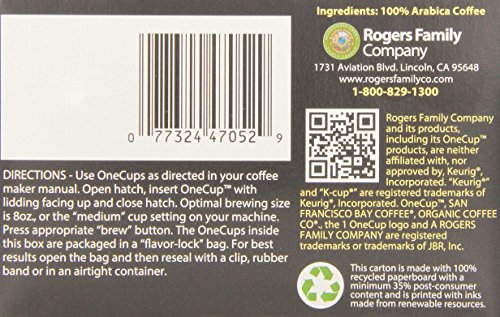 Ingredients: 100% Arabica Coffee
Rogers Family
Company
1731 Aviation Blvd. Lincoln, CA 95648
www.rogersfamilyco.com
1-800-829-1300
0 77324 47052 9
DIRECTIONS - Use OneCups as directed in your coffee
maker manual. Open hatch, insert OneCup™ with
lidding facing up and close hatch. Optimal brewing size
is 8oz., or the "medium" cup setting on your machine.
Press appropriate "brew" button. The OneCups inside
this box are packaged in a "flavor-lock" bag. For best
results open the bag and then reseal with a clip, rubber
band or in an airtight container.
Rogers Family Company
and its products,
including its OneCup™
products, are neither
affiliated with, nor
approved by, Keurig®,
Incorporated. "Keurig®"
and "K-cup®" are registered trademarks of
Keurig®, Incorporated. OneCup™, SAN
FRANCISCO BAY COFFEE®, ORGANIC COFFEE
CO®., the 1 OneCup logo and A ROGERS
FAMILY COMPANY are registered trademarks
or trademarks of JBR, Inc.
This carton is made with 100%
recycled paperboard with a
minimum 35% post-consumer
content and is printed with inks
made from renewable resources.